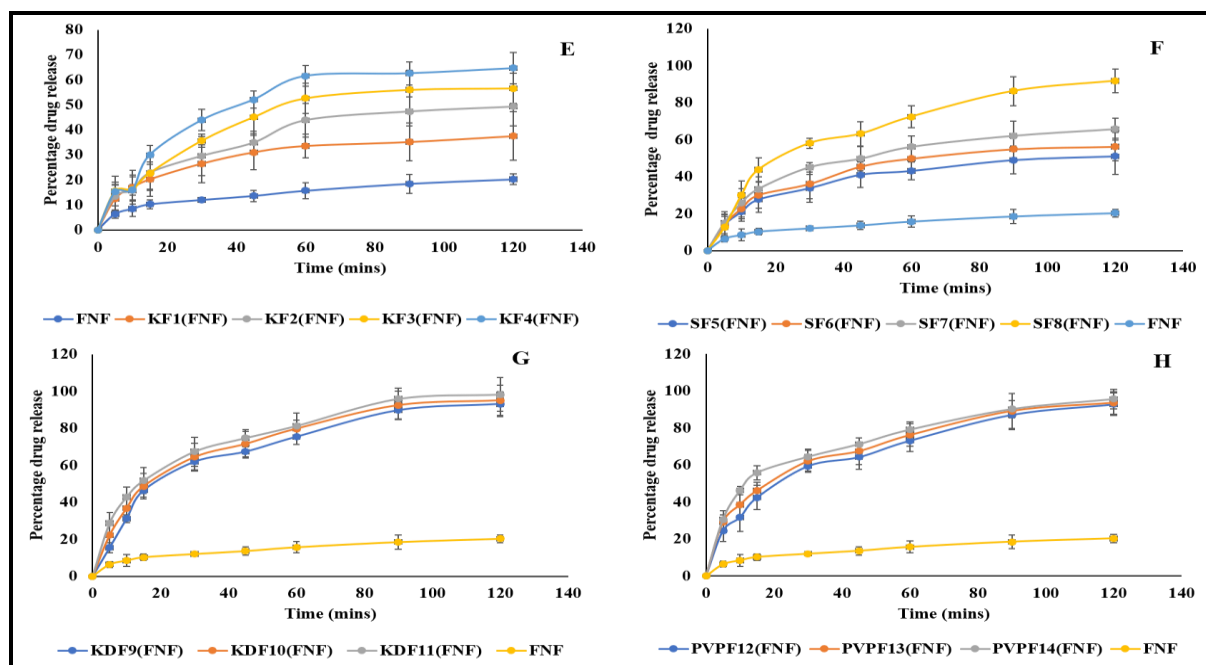 E
Percentage drug release
80
70
60
50
40
30
20
10
0
0 20 40 60 80 100 120 140
Time (mins)
FNF KF1(FNF) KF2(FNF) KF3(FNF) KF4(FNF)
F
Percentage drug release
120
100
80
60
40
20
0
0 20 40 60 80 100 120 140
Time (mins)
SF5(FNF) SF6(FNF) SF7(FNF) SF8(FNF) FNF
G
Percentage drug release
120
100
80
60
40
20
0
0 20 40 60 80 100 120 140
Time (mins)
KDF9(FNF) KDF10(FNF) KDF11(FNF) FNF
H
Percentage drug release
120
100
80
60
40
20
0
0 20 40 60 80 100 120 140
Time (mins)
PVPF12(FNF) PVPF13(FNF) PVPF14(FNF) FNF